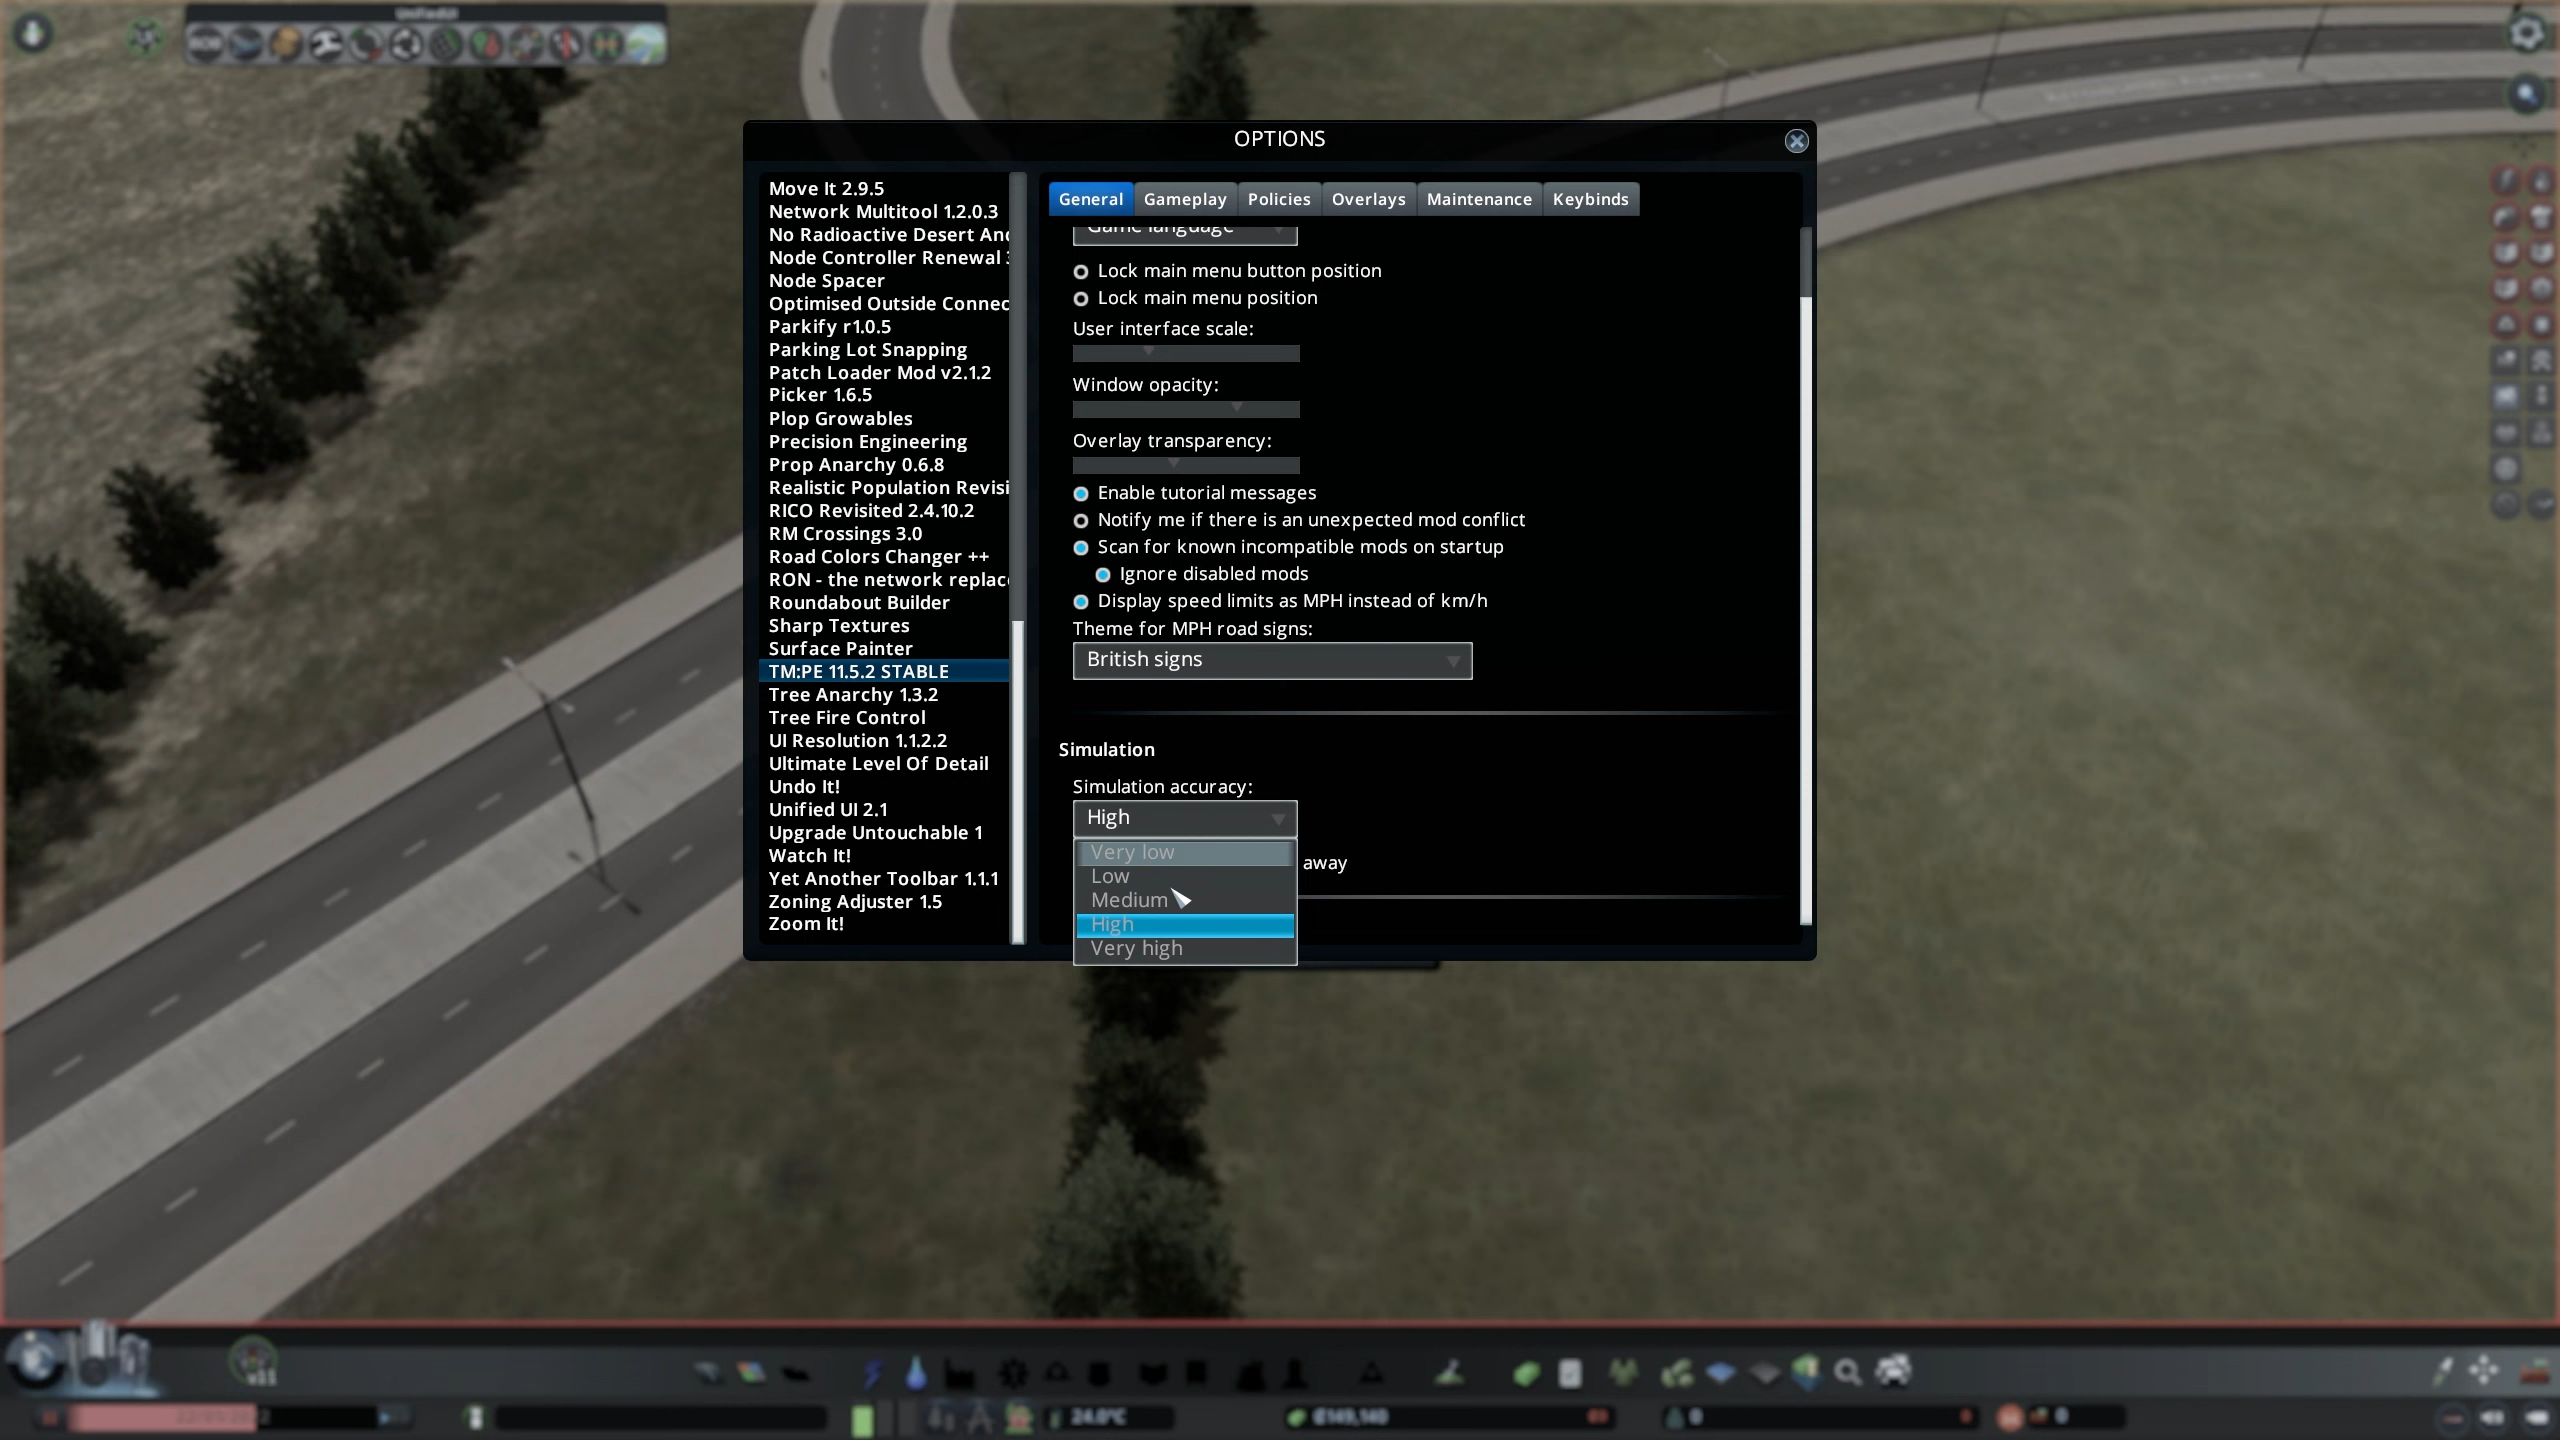 UnifiedUI
OPTIONS
Move It 2.9.5
Network Multitool 1.2.0.3
No Radioactive Desert And
Node Controller Renewal 3
Node Spacer
Optimised Outside Connec
Parkify r1.0.5
Parking Lot Snapping
Patch Loader Mod v2.1.2
Picker 1.6.5
Plop Growables
Precision Engineering
Prop Anarchy 0.6.8
Realistic Population Revisi
RICO Revisited 2.4.10.2
RM Crossings 3.0
Road Colors Changer ++
RON - the network replace
Roundabout Builder
Sharp Textures
Surface Painter
TM:PE 11.5.2 STABLE
Tree Anarchy 1.3.2
Tree Fire Control
UI Resolution 1.1.2.2
Ultimate Level Of Detail
Undo It!
Unified UI 2.1
Upgrade Untouchable 1
Watch It!
Yet Another Toolbar 1.1.1
Zoning Adjuster 1.5
Zoom It!
General Gameplay Policies Overlays Maintenance Keybinds
Game language
Lock main menu button position
Lock main menu position
User interface scale:
Window opacity:
Overlay transparency:
Enable tutorial messages
Notify me if there is an unexpected mod conflict
Scan for known incompatible mods on startup
Ignore disabled mods
Display speed limits as MPH instead of km/h
Theme for MPH road signs:
British signs
Simulation
Simulation accuracy:
High
Very low
away
Low
Medium
High
Very high
24.0°C
₡149,140
0
0